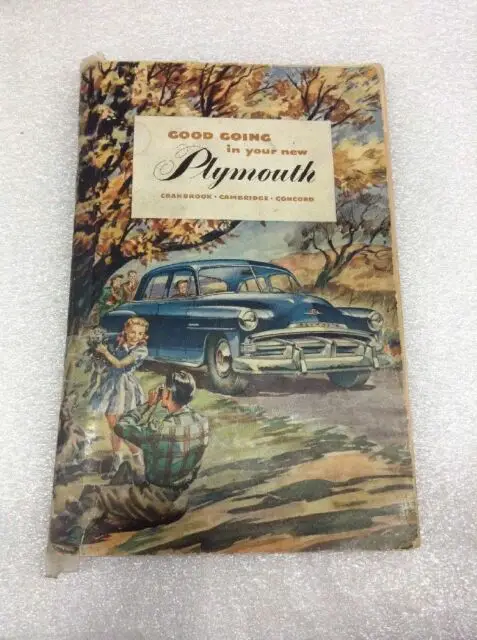 GOOD GOING
in your new
Plymouth
CRANBROOK · CAMBRIDGE · CONCORD